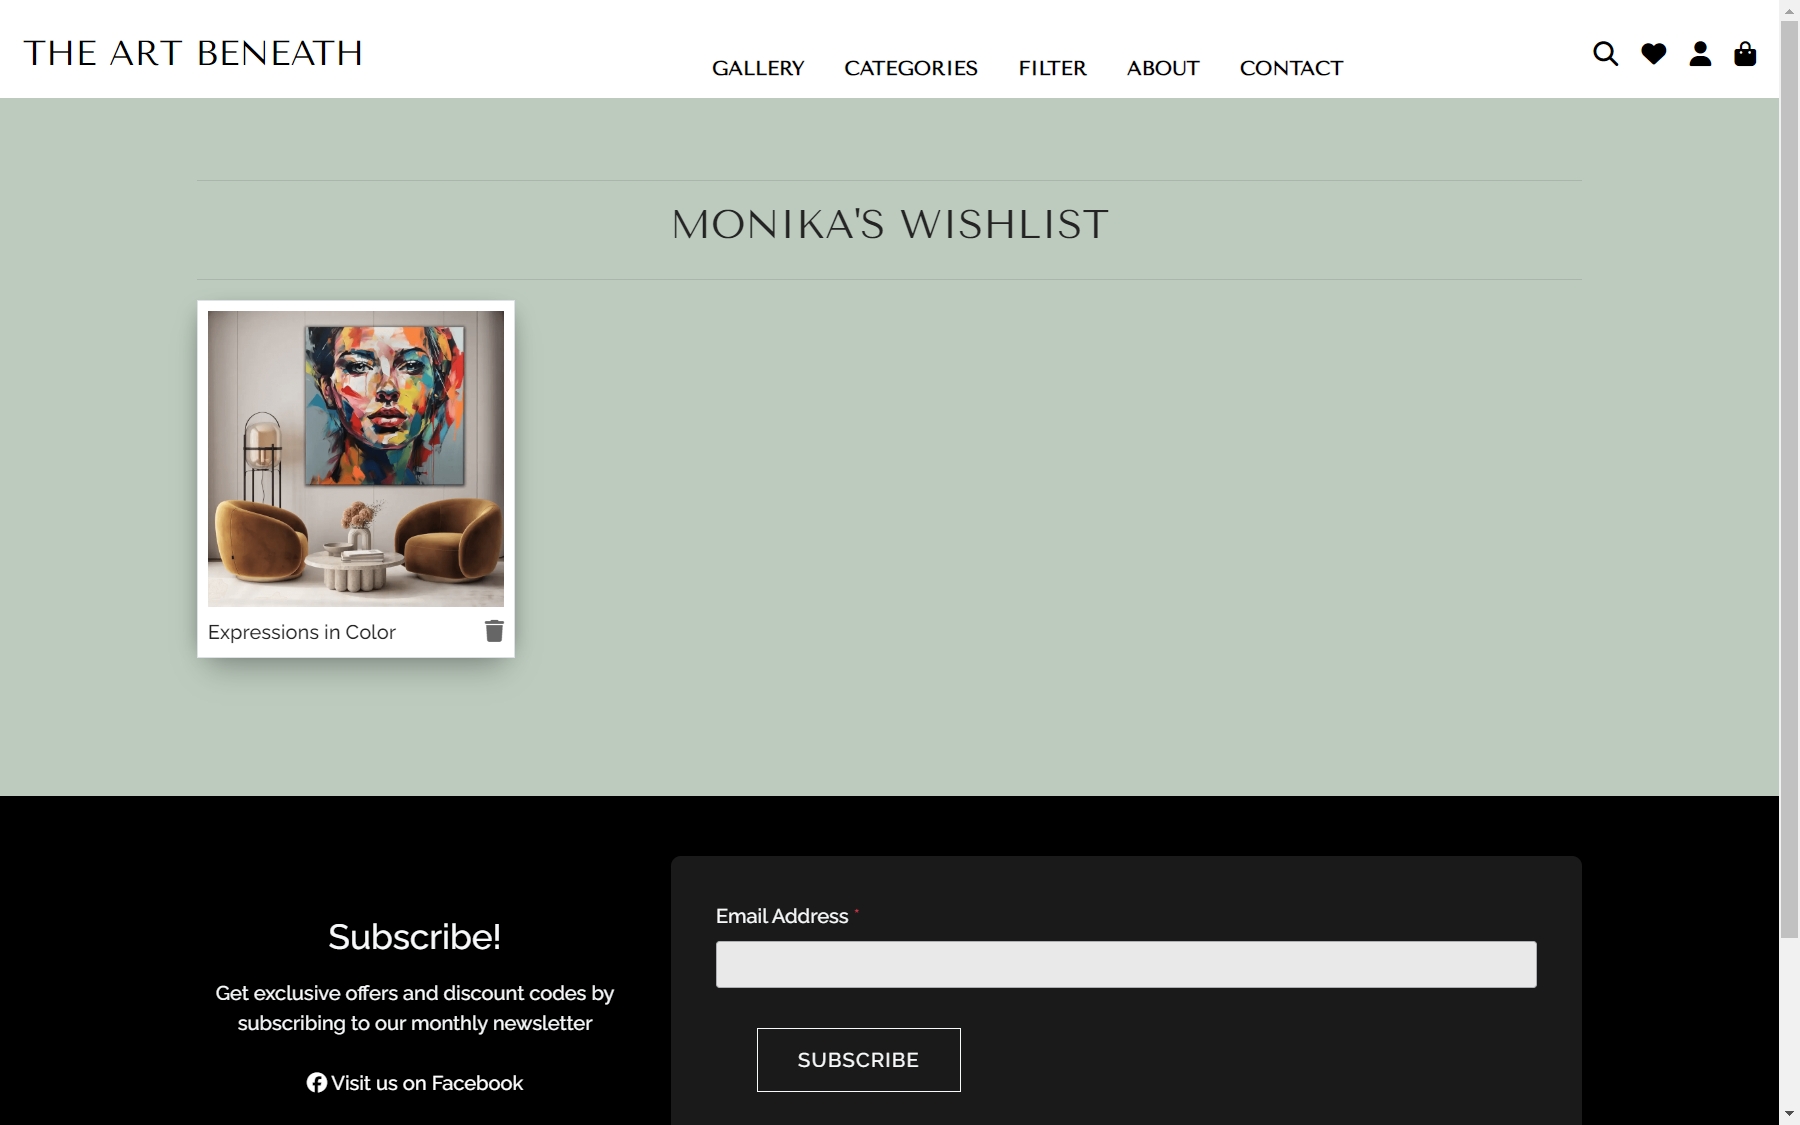 THE ART BENEATH
GALLERY CATEGORIES FILTER ABOUT CONTACT
MONIKA'S WISHLIST
Expressions in Color
Subscribe!
Get exclusive offers and discount codes by
subscribing to our monthly newsletter
Visit us on Facebook
Email Address *
SUBSCRIBE